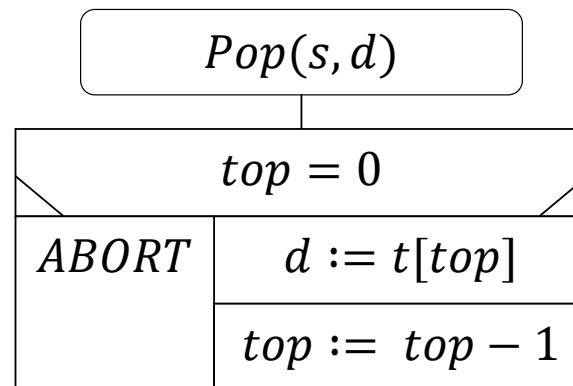 Pop(s, d)
top = 0
ABORT
d := t[top]
top := top − 1